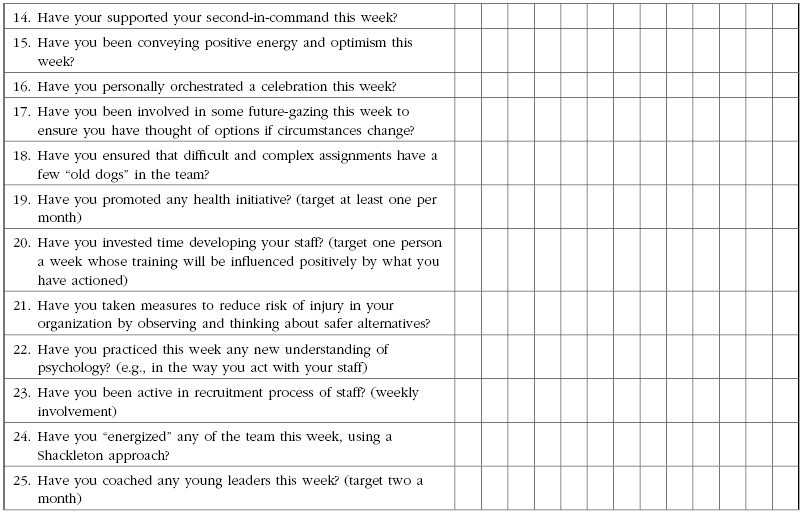 14. Have your supported your second-in-command this week?
15. Have you been conveying positive energy and optimism this
week?
16. Have you personally orchestrated a celebration this week?
17. Have you been involved in some future-gazing this week to
ensure you have thought of options if circumstances change?
18. Have you ensured that difficult and complex assignments have a
few “old dogs” in the team?
19. Have you promoted any health initiative? (target at least one per
month)
20. Have you invested time developing your staff? (target one person
a week whose training will be influenced positively by what you
have actioned)
21. Have you taken measures to reduce risk of injury in your
organization by observing and thinking about safer alternatives?
22. Have you practiced this week any new understanding of
psychology? (e.g., in the way you act with your staff)
23. Have you been active in recruitment process of staff? (weekly
involvement)
24. Have you “energized” any of the team this week, using a
Shackleton approach?
25. Have you coached any young leaders this week? (target two a
month)